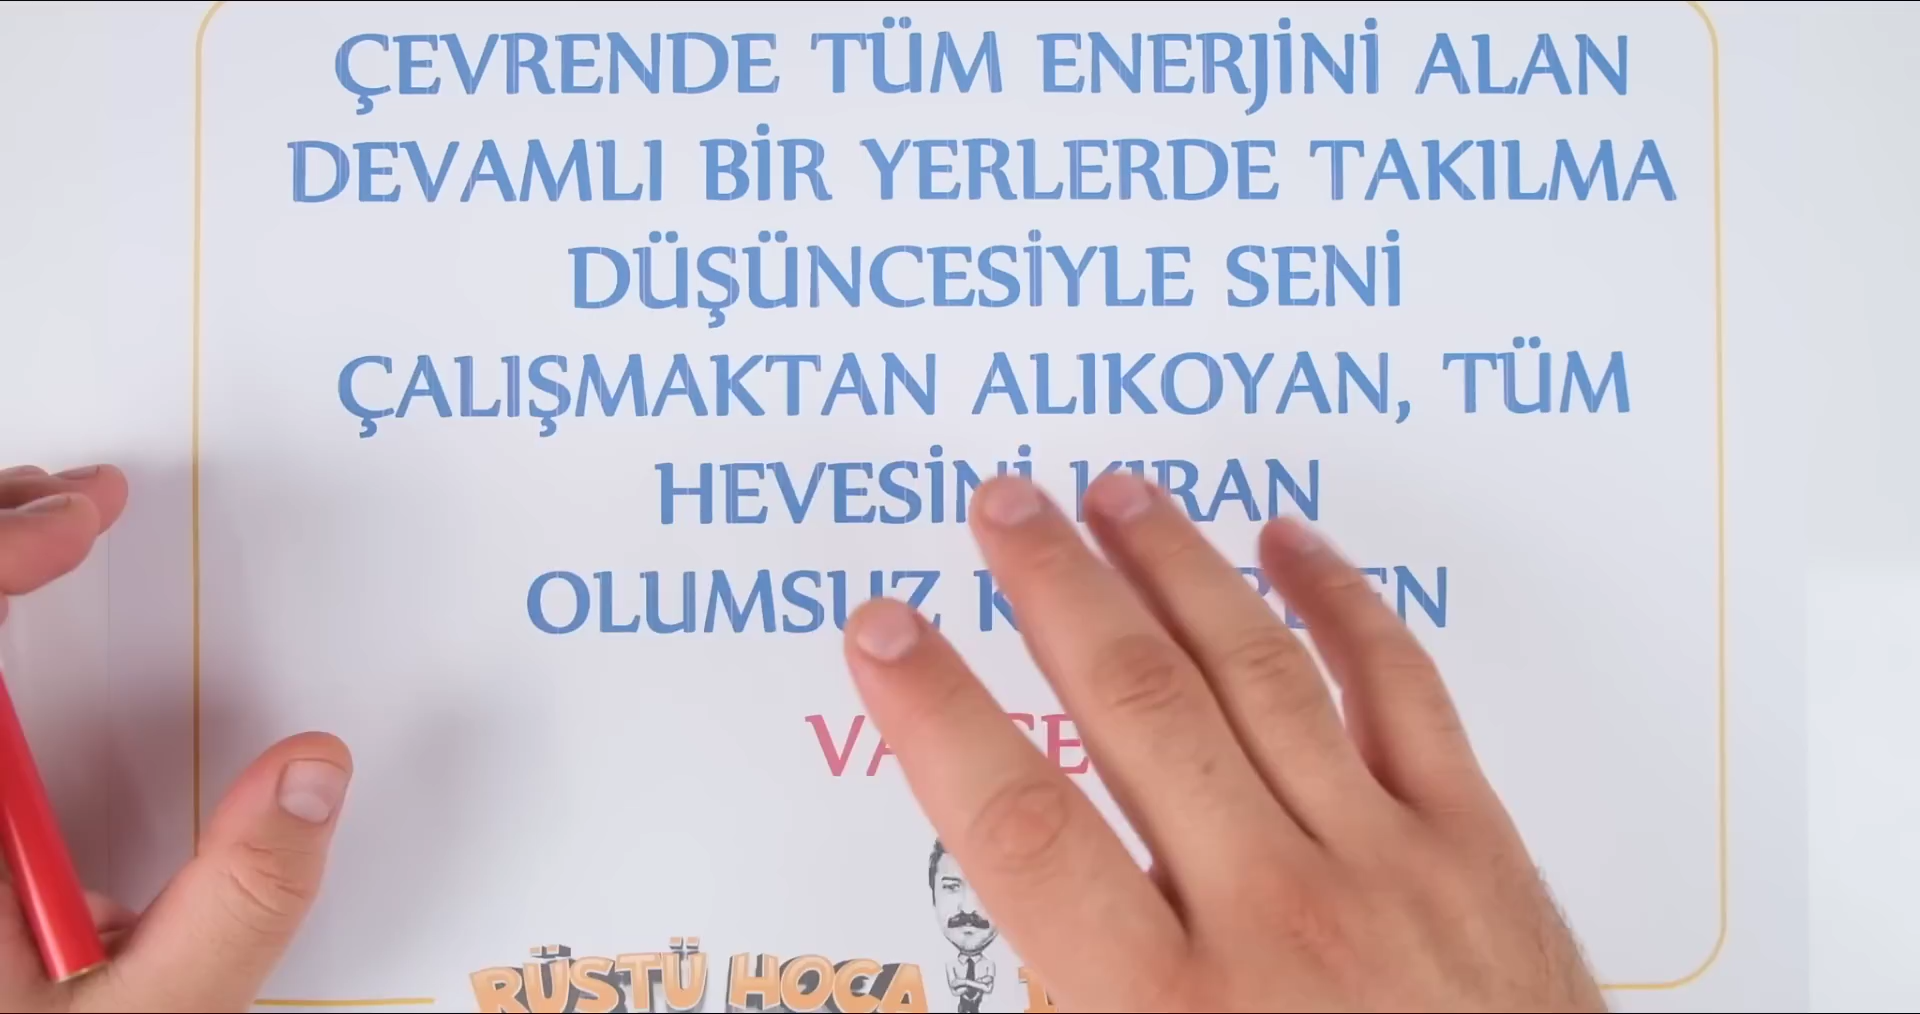 ÇEVRENDE TÜM ENERJİNİ ALAN
DEVAMLI BİR YERLERDE TAKILMA
DÜŞÜNCESİYLE SENİ
ÇALIŞMAKTAN ALIKOYAN, TÜM
HEVESİNİ KIRAN
OLUMSUZ
RÜSTÜ HOCA